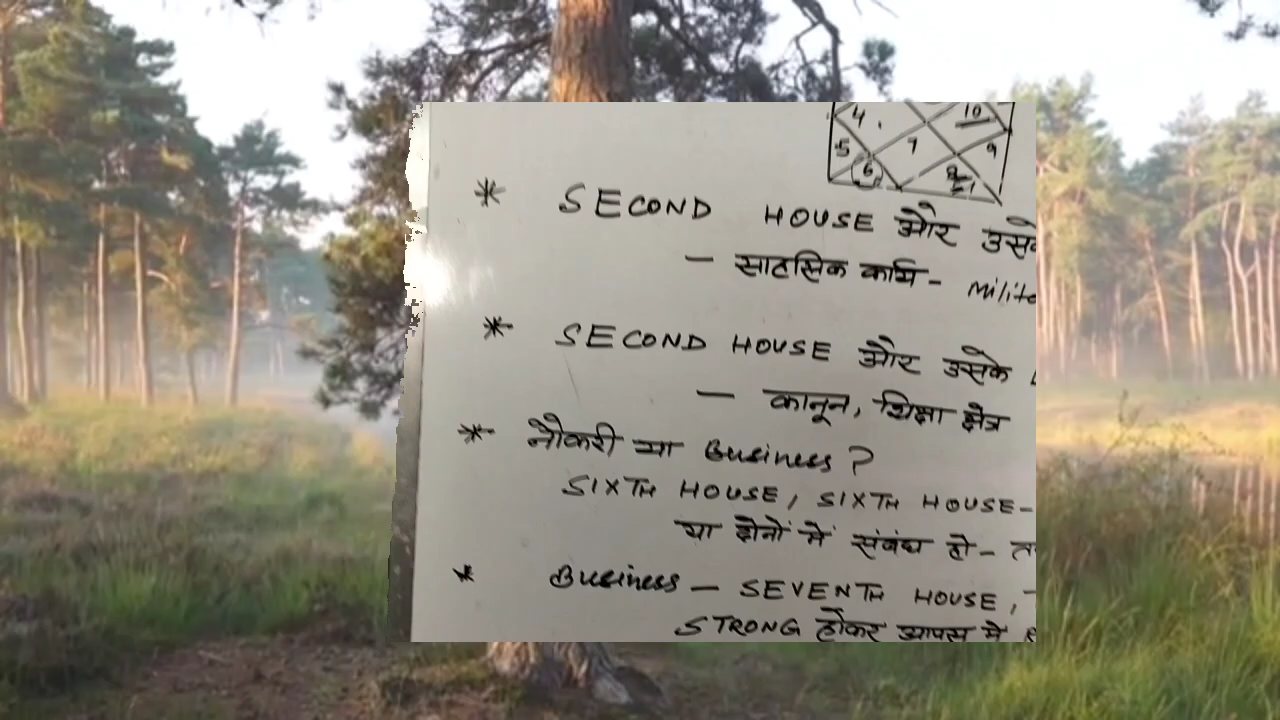 4. 10
5 7 9
6
* SECOND HOUSE और उसके
- साहसिक कार्य -
* SECOND HOUSE और उसके
- कानून, शिक्षा क्षेत्र
* नौकरी या Business ?
SIXTH HOUSE, SIXTH HOUSE-
या दोनों में संबंध हो -
* Business - SEVENTH HOUSE,
STRONG होकर आपस में